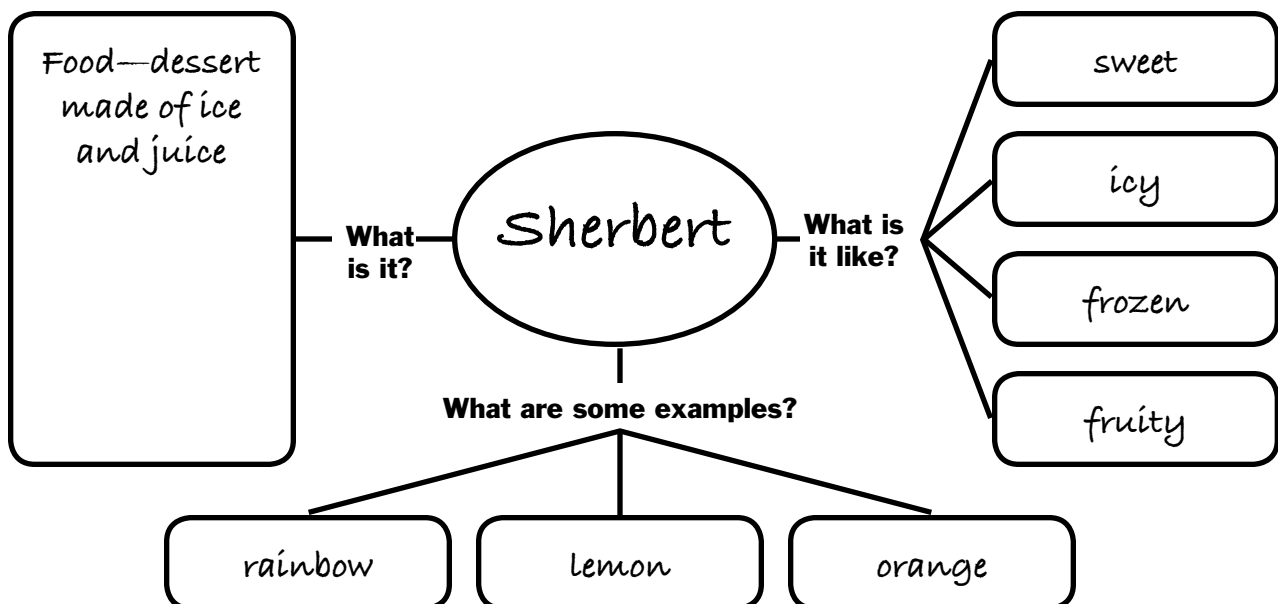 Food—dessert
made of ice
and juice
What
is it?
Sherbert
What is
it like?
sweet
icy
frozen
fruity
What are some examples?
rainbow
lemon
orange